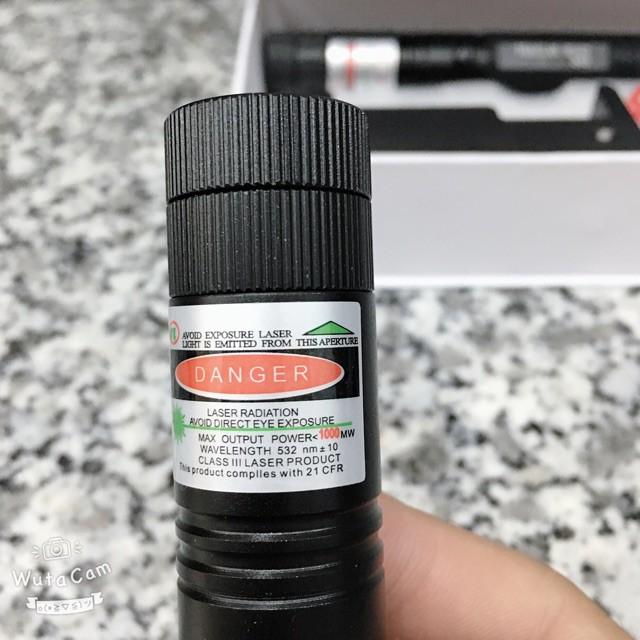 AVOID EXPOSURE LASER
LIGHT IS EMITTED FROM THIS APERTURE
DANGER
LASER RADIATION
AVOID DIRECT EYE EXPOSURE
MAX OUTPUT POWER<1000MW
WAVELENGTH 532 nm±10
CLASS III LASER PRODUCT
This product complies with 21 CFR
WutaCam